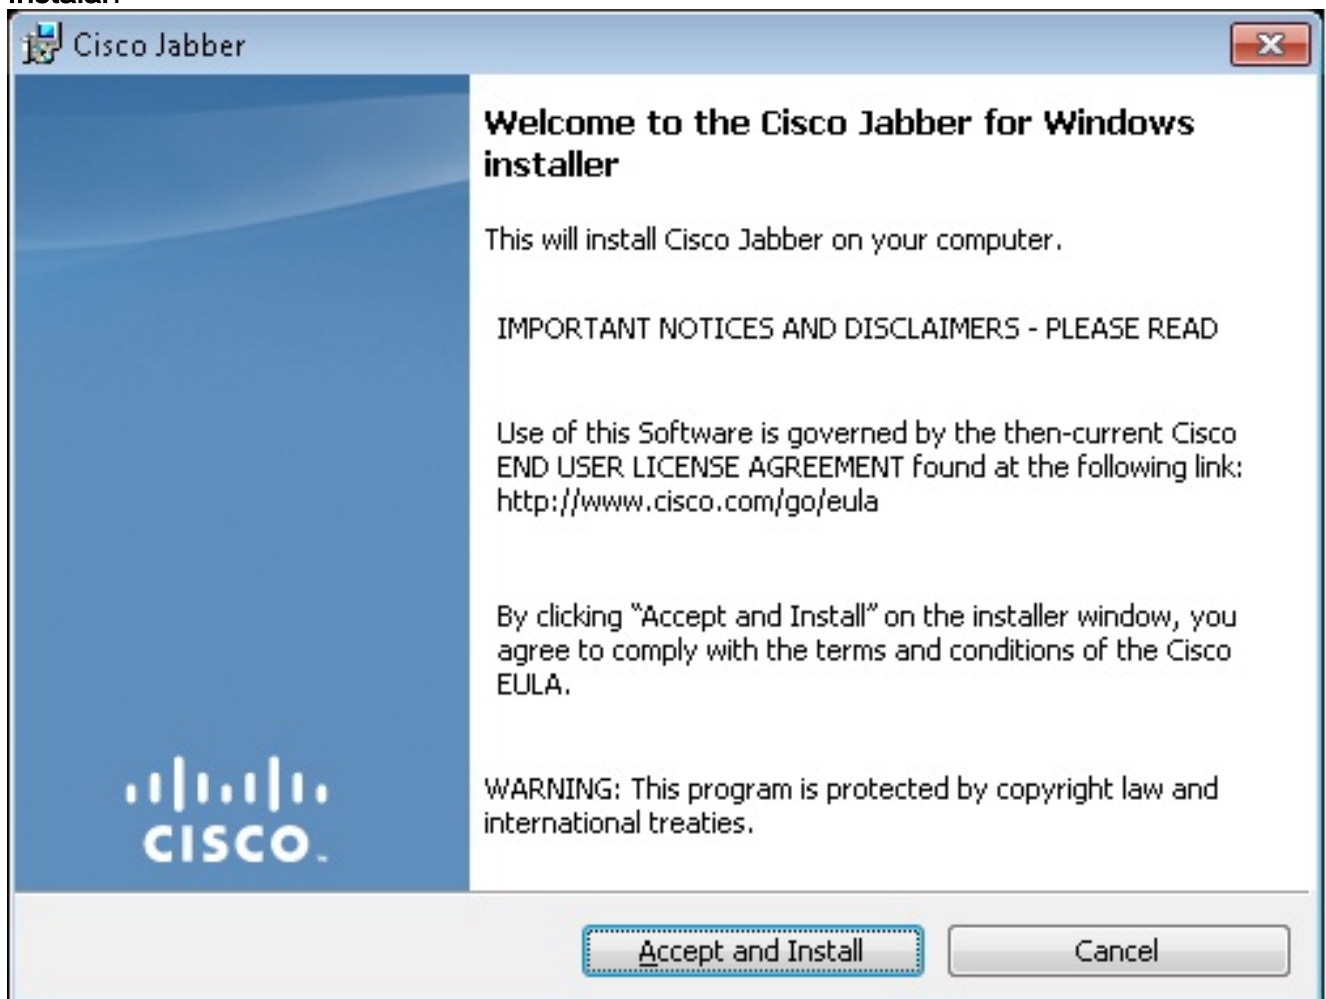 Instalar.
Cisco Jabber
Welcome to the Cisco Jabber for Windows
installer
This will install Cisco Jabber on your computer.
IMPORTANT NOTICES AND DISCLAIMERS - PLEASE READ
Use of this Software is governed by the then-current Cisco
END USER LICENSE AGREEMENT found at the following link:
http://www.cisco.com/go/eula
By clicking “Accept and Install” on the installer window, you
agree to comply with the terms and conditions of the Cisco
EULA.
WARNING: This program is protected by copyright law and
international treaties.
CISCO.
Accept and Install
Cancel